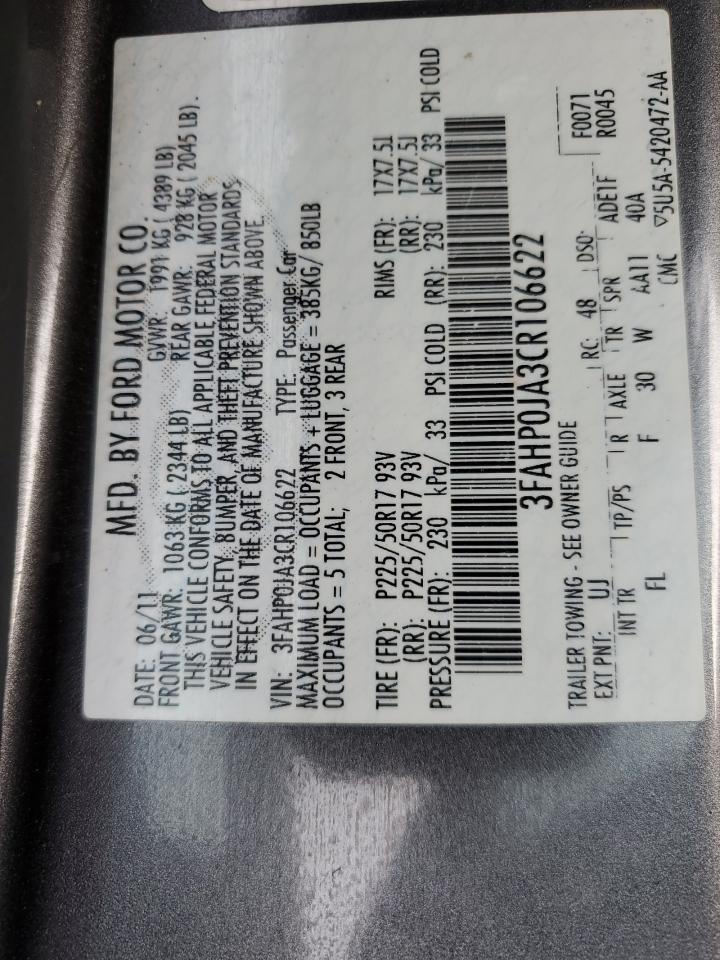 MFD. BY FORD MOTOR CO.
DATE: 06/11 GVWR: 1991 KG ( 4389 LB)
FRONT GAWR: 1063 KG ( 2344 LB) REAR GAWR: 928 KG ( 2045 LB).
THIS VEHICLE CONFORMS TO ALL APPLICABLE FEDERAL MOTOR
VEHICLE SAFETY, BUMPER, AND THEFT PREVENTION STANDARDS
IN EFFECT ON THE DATE OF MANUFACTURE SHOWN ABOVE.
VIN: 3FAHP0JA3CR106622 TYPE: Passenger Car
MAXIMUM LOAD = OCCUPANTS + LUGGAGE = 385KG/ 850LB
OCCUPANTS = 5 TOTAL; 2 FRONT, 3 REAR
TIRE (FR): P225/50R17 93V RIMS (FR): 17X7.5J
(RR): P225/50R17 93V (RR): 17X7.5J
PRESSURE (FR): 230 kPa/ 33 PSI COLD (RR): 230 kPa/ 33 PSI COLD
3FAHP0JA3CR106622
TRAILER TOWING - SEE OWNER GUIDE
EXT PNT: UJ RC: 48 DSO: F0071
INT TR TP/PS R AXLE TR SPR ADE1F R0045
FL F 30 W AA11 40A
CMC ▽5U5A-5420472-AA